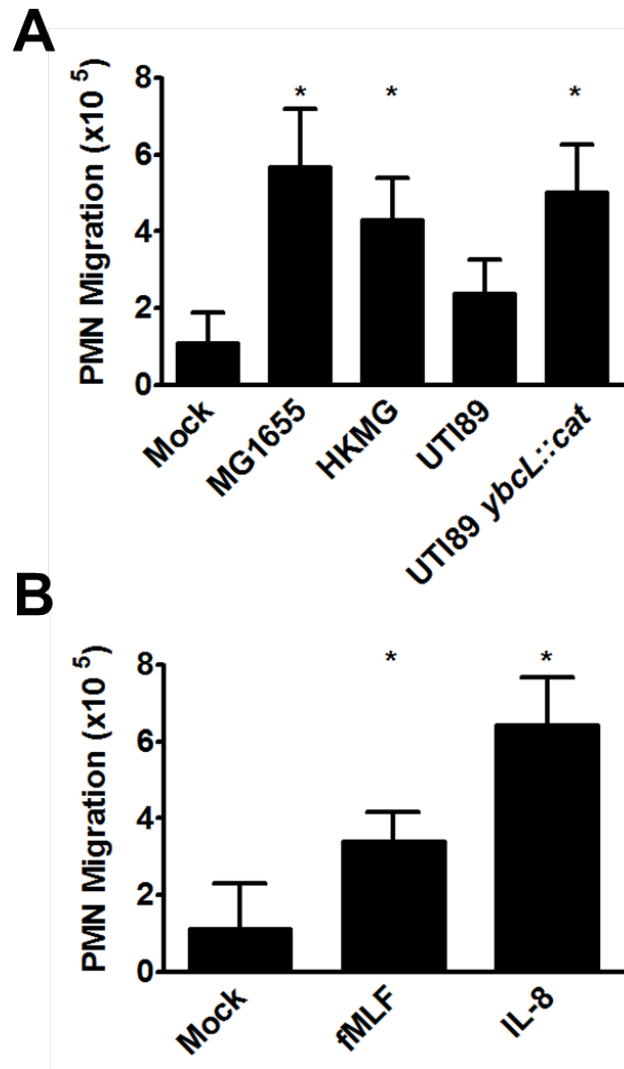 A
PMN Migration (x10 5)
8
6
4
2
0
* * *
Mock
MG1655
HKMG
UTI89
UTI89 ybcL::cat
B
PMN Migration (x10 5)
8
6
4
2
0
* *
Mock
fMLF
IL-8